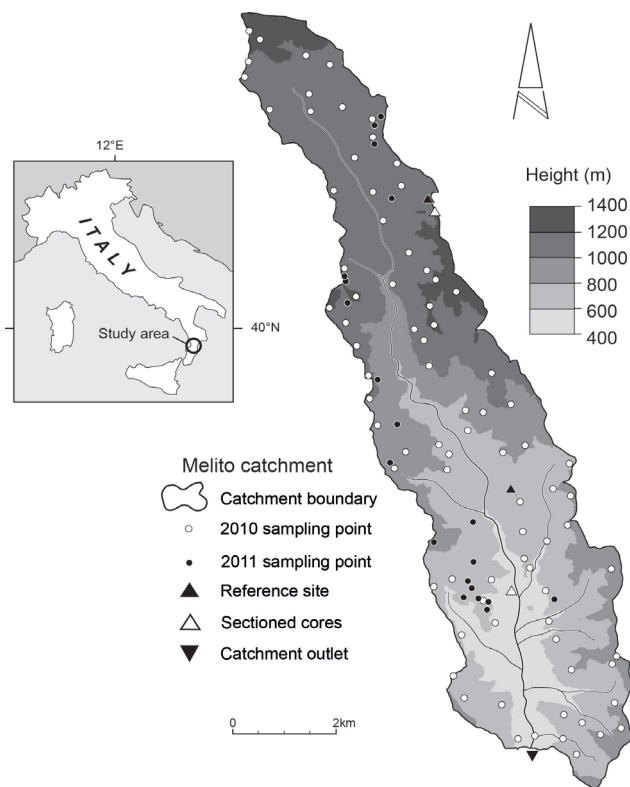 12°E
ITALY
40°N
Study area
Height (m)
1400
1200
1000
800
600
400
Melito catchment
Catchment boundary
2010 sampling point
2011 sampling point
Reference site
Sectioned cores
Catchment outlet
0 2km